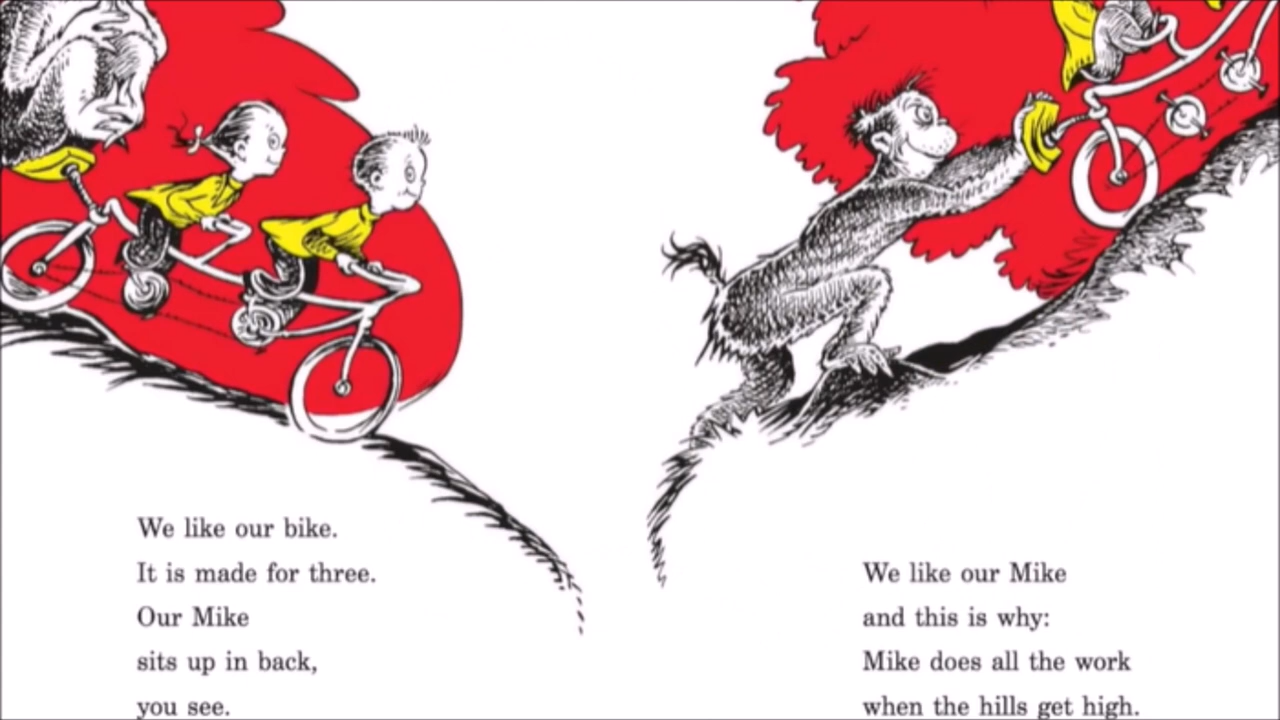 We like our bike.
It is made for three.
Our Mike
sits up in back,
you see.
We like our Mike
and this is why:
Mike does all the work
when the hills get high.